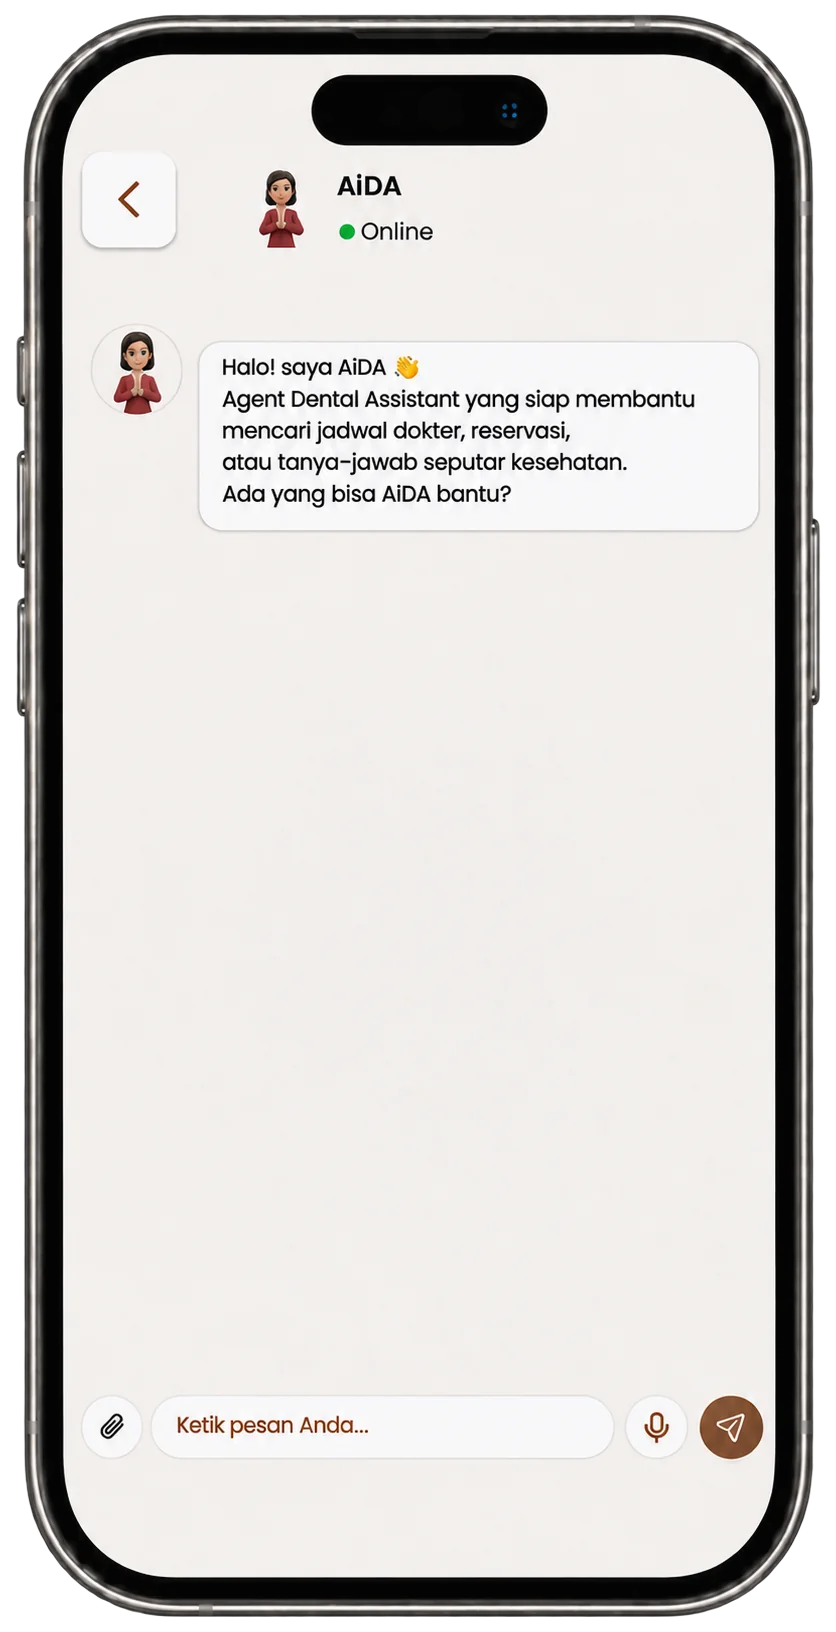 AiDA
Online
Halo! saya AiDA 👋
Agent Dental Assistant yang siap membantu
mencari jadwal dokter, reservasi,
atau tanya-jawab seputar kesehatan.
Ada yang bisa AiDA bantu?
Ketik pesan Anda...